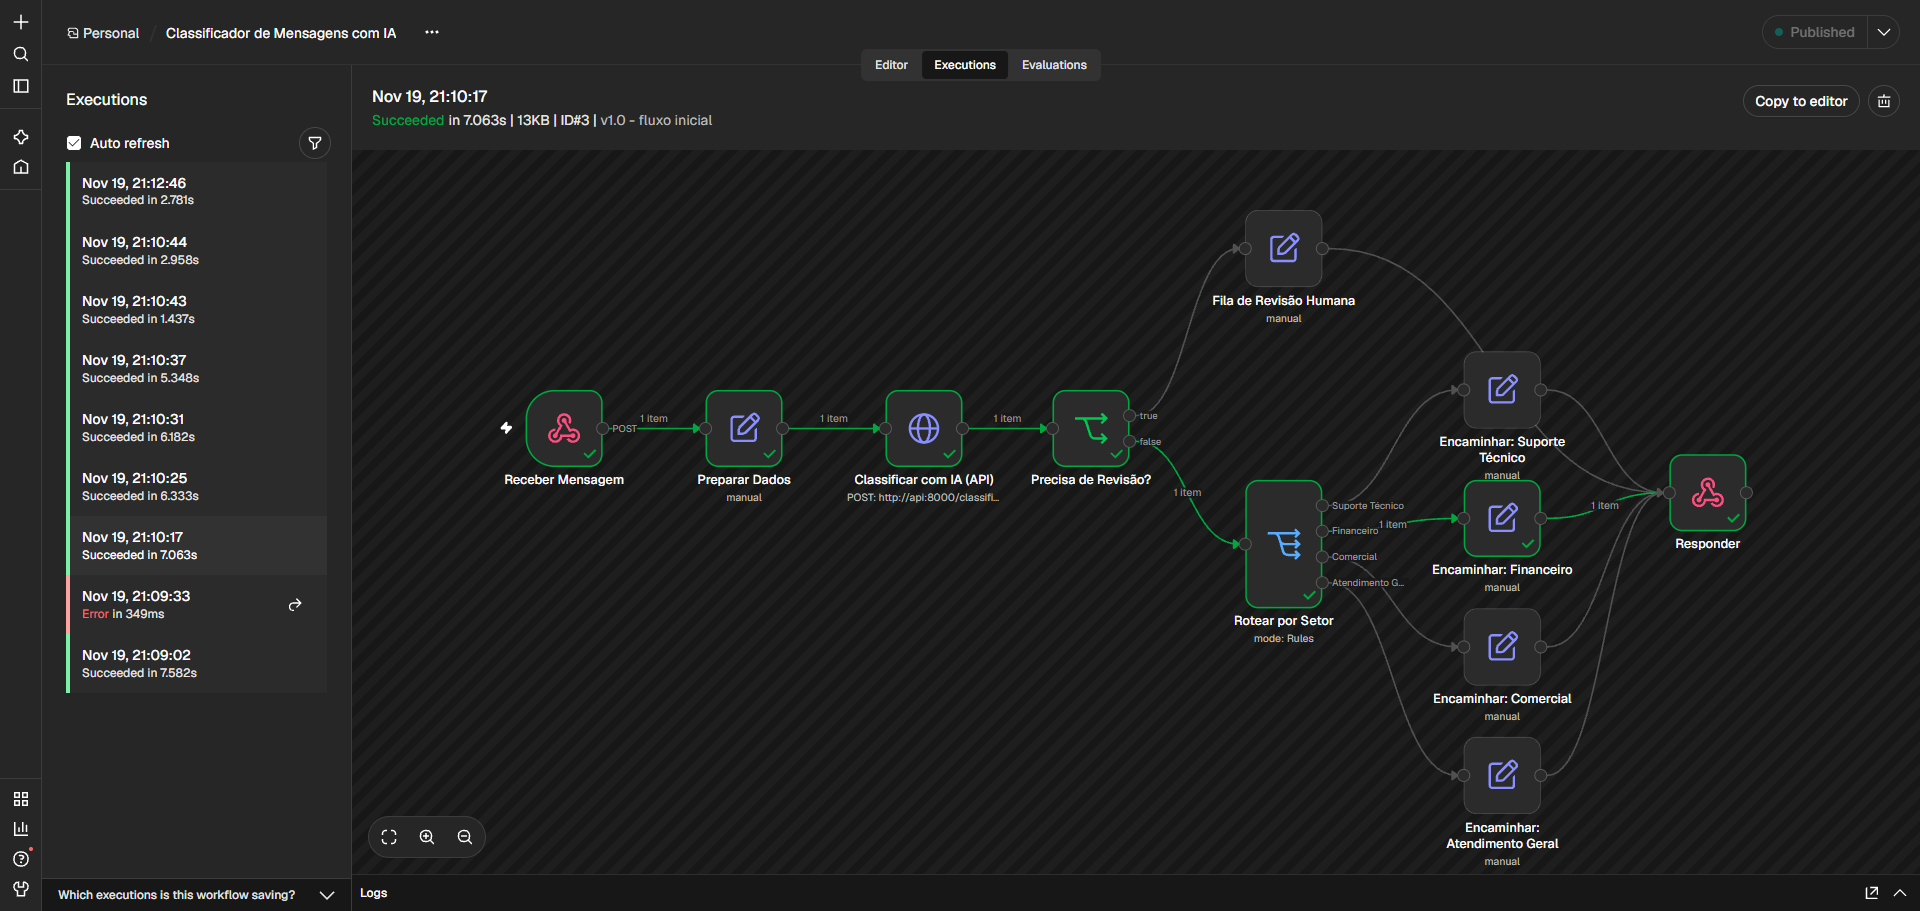 Personal / Classificador de Mensagens com IA ...
Published
Editor Executions Evaluations
Executions
Auto refresh
Nov 19, 21:12:46
Succeeded in 2.781s
Nov 19, 21:10:44
Succeeded in 2.958s
Nov 19, 21:10:43
Succeeded in 1.437s
Nov 19, 21:10:37
Succeeded in 5.348s
Nov 19, 21:10:31
Succeeded in 6.182s
Nov 19, 21:10:25
Succeeded in 6.333s
Nov 19, 21:10:17
Succeeded in 7.063s
Nov 19, 21:09:33
Error in 349ms
Nov 19, 21:09:02
Succeeded in 7.582s
Which executions is this workflow saving?
Nov 19, 21:10:17
Succeeded in 7.063s | 13KB | ID#3 | v1.0 - fluxo inicial
Copy to editor
POST
1 item
Receber Mensagem
1 item
Preparar Dados
manual
1 item
Classificar com IA (API)
POST: http://api:8000/classifi...
true
false
Precisa de Revisão?
1 item
Fila de Revisão Humana
manual
Suporte Técnico
Financeiro
1 item
Comercial
Atendimento G...
Rotear por Setor
mode: Rules
Encaminhar: Suporte
Técnico
manual
Encaminhar: Financeiro
manual
1 item
Encaminhar: Comercial
manual
Encaminhar:
Atendimento Geral
manual
Responder
Logs